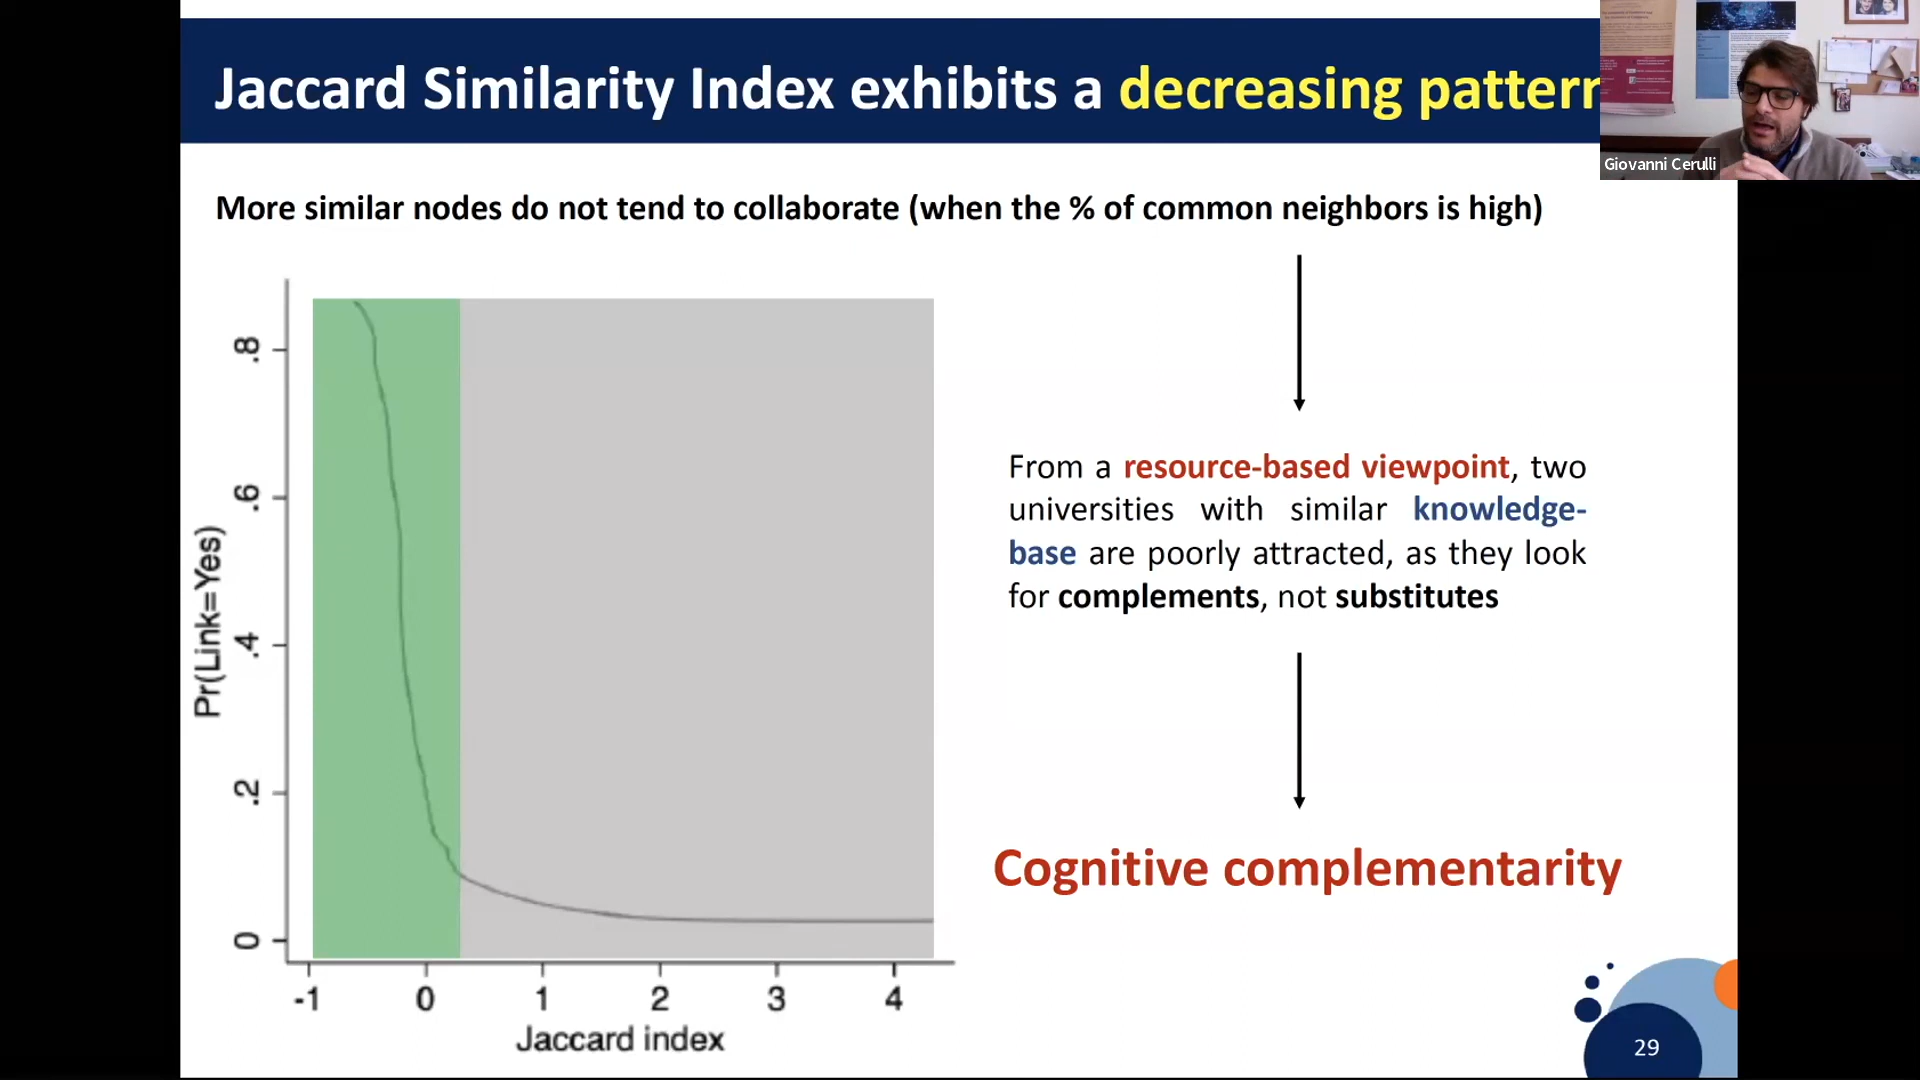 Jaccard Similarity Index exhibits a decreasing pattern
Giovanni Cerulli
More similar nodes do not tend to collaborate (when the % of common neighbors is high)
.8
.6
.4
.2
0
Pr(Link=Yes)
-1 0 1 2 3 4
Jaccard index
From a resource-based viewpoint, two
universities with similar knowledge-
base are poorly attracted, as they look
for complements, not substitutes
Cognitive complementarity
29